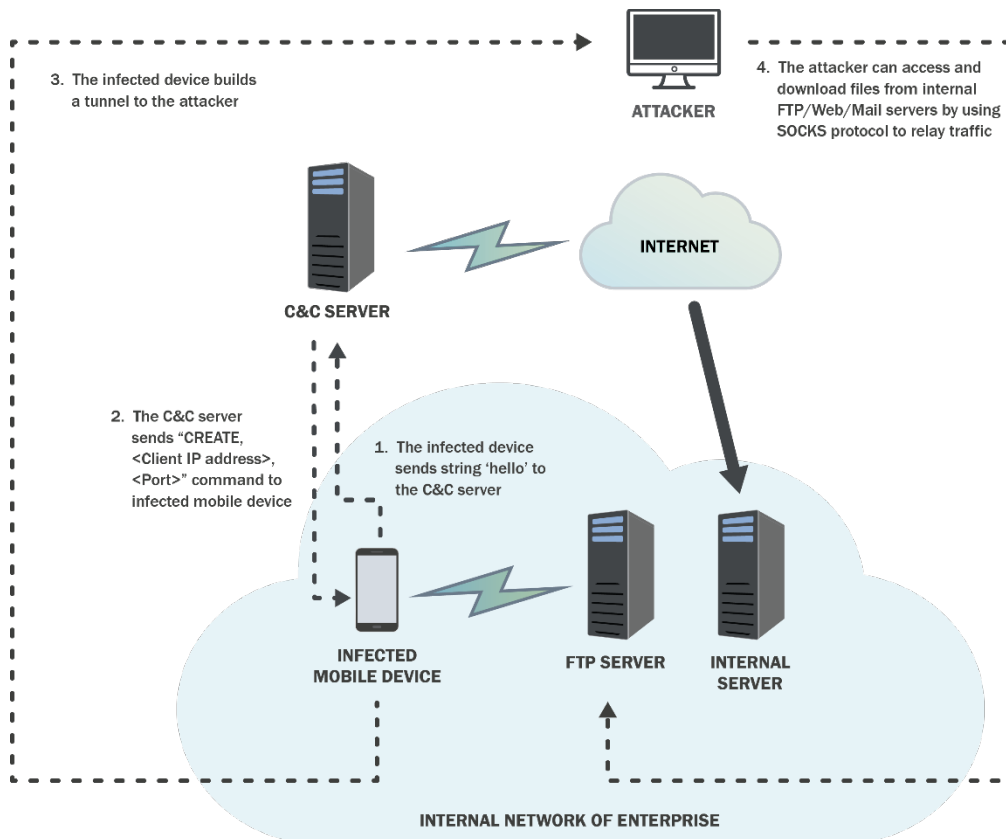 3. The infected device builds
a tunnel to the attacker
ATTACKER
4. The attacker can access and
download files from internal
FTP/Web/Mail servers by using
SOCKS protocol to relay traffic
C&C SERVER
INTERNET
2. The C&C server
sends “CREATE,
<Client IP address>,
<Port>” command to
infected mobile device
1. The infected device
sends string ‘hello’ to
the C&C server
INFECTED
MOBILE DEVICE
FTP SERVER
INTERNAL
SERVER
INTERNAL NETWORK OF ENTERPRISE